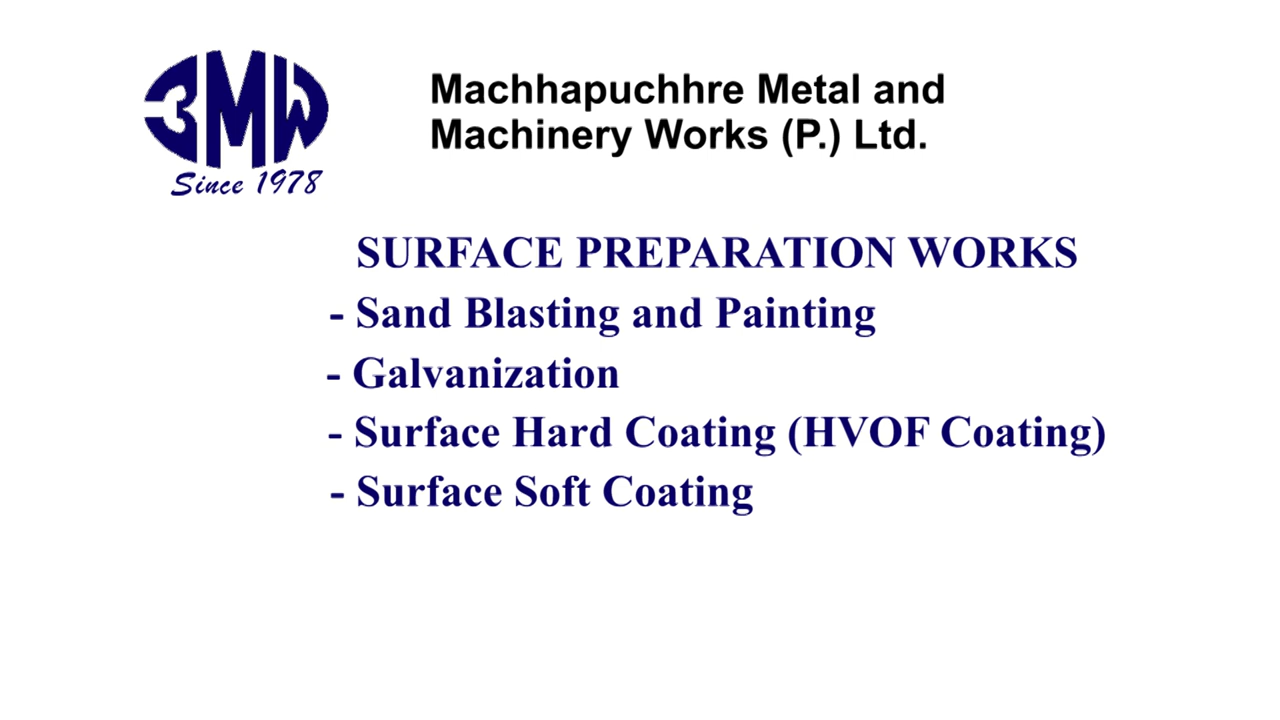 3MW
Since 1978
Machhapuchhre Metal and
Machinery Works (P.) Ltd.
SURFACE PREPARATION WORKS
- Sand Blasting and Painting
- Galvanization
- Surface Hard Coating (HVOF Coating)
- Surface Soft Coating